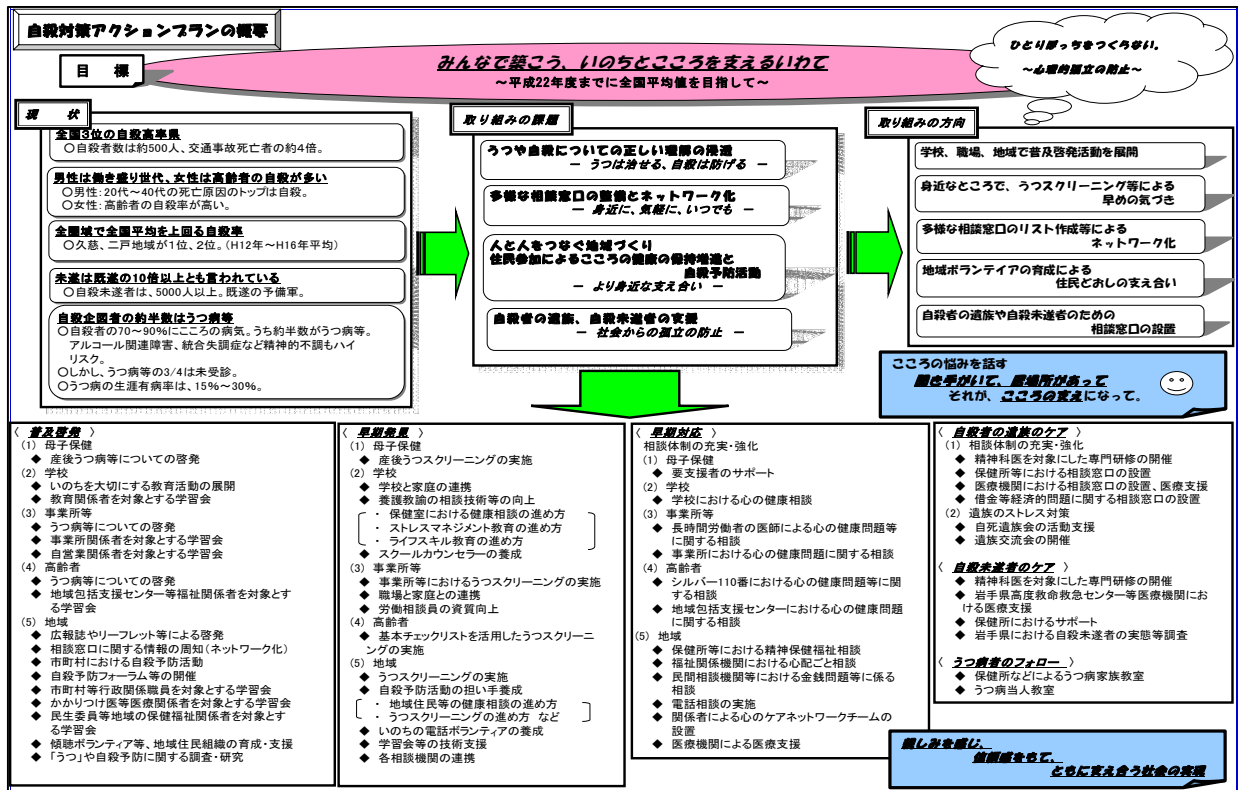 自殺対策アクションプランの概要
目　標
みんなで築こう、いのちとこころを支えるいわて
～平成22年度までに全国平均値を目指して～
ひとりぼっちをつくらない。
～心理的孤立の防止～
現　状
全国3位の自殺高率県
○自殺者数は約500人、交通事故死亡者の約4倍。
男性は働き盛り世代、女性は高齢者の自殺が多い
○男性：20代～40代の死亡原因のトップは自殺。
○女性：高齢者の自殺率が高い。
全圏域で全国平均を上回る自殺率
○久慈、二戸地域が1位、2位。（H12年～H16年平均）
未遂は既遂の10倍以上とも言われている
○自殺未遂者は、5000人以上。既遂の予備軍。
自殺企図者の約半数はうつ病等
○自殺者の70～90％にこころの病気。うち約半数がうつ病等。
アルコール関連障害、統合失調症など精神的不調もハイ
リスク。
○しかし、うつ病等の3/4は未受診。
○うつ病の生涯有病率は、15％～30％。
取り組みの課題
うつや自殺についての正しい理解の浸透
－ うつは治せる、自殺は防げる －
多様な相談窓口の整備とネットワーク化
－ 身近に、気軽に、いつでも －
人と人をつなぐ地域づくり
住民参加によるこころの健康の保持増進と
自殺予防活動
－ より身近な支え合い －
自殺者の遺族、自殺未遂者の支援
－ 社会からの孤立の防止 －
取り組みの方向
学校、職場、地域で普及啓発活動を展開
身近なところで、うつスクリーニング等による
早めの気づき
多様な相談窓口のリスト作成等による
ネットワーク化
地域ボランテイアの育成による
住民どおしの支え合い
自殺者の遺族や自殺未遂者のための
相談窓口の設置
こころの悩みを話す
聞き手がいて、居場所があって
それが、こころの支えになって。
〈 普及啓発 〉
(1) 母子保健
◆ 産後うつ病等についての啓発
(2) 学校
◆ いのちを大切にする教育活動の展開
◆ 教育関係者を対象とする学習会
(3) 事業所等
◆ うつ病等についての啓発
◆ 事業所関係者を対象とする学習会
◆ 自営業関係者を対象とする学習会
(4) 高齢者
◆ うつ病等についての啓発
◆ 地域包括支援センター等福祉関係者を対象とす
る学習会
(5) 地域
◆ 広報誌やリーフレット等による啓発
◆ 相談窓口に関する情報の周知（ネットワーク化）
◆ 市町村における自殺予防活動
◆ 自殺予防フォーラム等の開催
◆ 市町村等行政関係職員を対象とする学習会
◆ かかりつけ医等医療関係者を対象とする学習会
◆ 民生委員等地域の保健福祉関係者を対象とす
る学習会
◆ 傾聴ボランティア等、地域住民組織の育成・支援
◆ 「うつ」や自殺予防に関する調査・研究
〈 早期発見 〉
(1) 母子保健
◆ 産後うつスクリーニングの実施
(2) 学校
◆ 学校と家庭の連携
◆ 養護教諭の相談技術等の向上
・ 保健室における健康相談の進め方
・ ストレスマネジメント教育の進め方
・ ライフスキル教育の進め方
◆ スクールカウンセラーの養成
(3) 事業所等
◆ 事業所等におけるうつスクリーニングの実施
◆ 職場と家庭との連携
◆ 労働相談員の資質向上
(4) 高齢者
◆ 基本チェックリストを活用したうつスクリーニ
ングの実施
(5) 地域
◆ うつスクリーニングの実施
◆ 自殺予防活動の担い手養成
・ 地域住民等の健康相談の進め方
・ うつスクリーニングの進め方 など
◆ いのちの電話ボランティアの養成
◆ 学習会等の技術支援
◆ 各相談機関の連携
〈 早期対応 〉
相談体制の充実・強化
(1) 母子保健
◆ 要支援者のサポート
(2) 学校
◆ 学校における心の健康相談
(3) 事業所等
◆ 長時間労働者の医師による心の健康問題等
に関する相談
◆ 事業所における心の健康問題に関する相談
(4) 高齢者
◆ シルバー110番における心の健康問題等に関
する相談
◆ 地域包括支援センターにおける心の健康問題
に関する相談
(5) 地域
◆ 保健所等における精神保健福祉相談
◆ 福祉関係機関における心配ごと相談
◆ 民間相談機関等における金銭問題等に係る
相談
◆ 電話相談の実施
◆ 関係者による心のケアネットワークチームの
設置
◆ 医療機関による医療支援
〈 自殺者の遺族のケア 〉
(1) 相談体制の充実・強化
◆ 精神科医を対象にした専門研修の開催
◆ 保健所等における相談窓口の設置
◆ 医療機関における相談窓口の設置、医療支援
◆ 借金等経済的問題に関する相談窓口の設置
(2) 遺族のストレス対策
◆ 自死遺族会の活動支援
◆ 遺族交流会の開催
〈 自殺未遂者のケア 〉
◆ 精神科医を対象にした専門研修の開催
◆ 岩手県高度救命救急センター等医療機関にお
ける医療支援
◆ 保健所におけるサポート
◆ 岩手県における自殺未遂者の実態等調査
〈 うつ病者のフォロー 〉
◆ 保健所などによるうつ病家族教室
◆ うつ病当人教室
親しみを感じ、
信頼感をもて、
ともに支え合う社会の実現